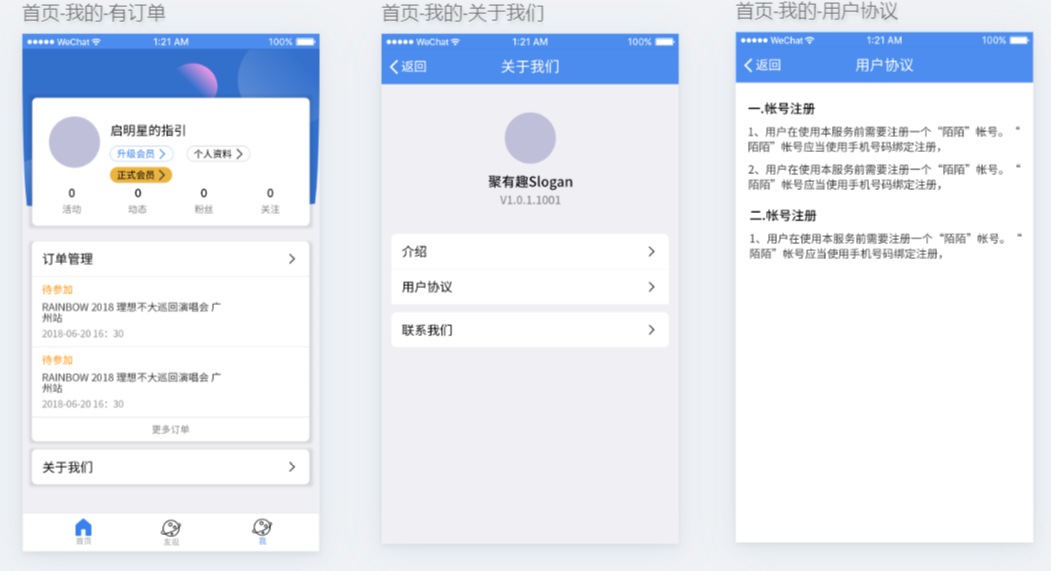 首页-我的-有订单
WeChat 1:21 AM 100%
启明星的指引
升级会员 个人资料
正式会员
0 0 0 0
活动 动态 粉丝 关注
订单管理
待参加
RAINBOW 2018 理想不大巡回演唱会 广
州站
2018-06-20 16：30
待参加
RAINBOW 2018 理想不大巡回演唱会 广
州站
2018-06-20 16：30
更多订单
关于我们
首页 发现 我
首页-我的-关于我们
WeChat 1:21 AM 100%
返回 关于我们
聚有趣Slogan
V1.0.1.1001
介绍
用户协议
联系我们
首页-我的-用户协议
WeChat 1:21 AM 100%
返回 用户协议
一.帐号注册
1、用户在使用本服务前需要注册一个“陌陌”帐号。“
陌陌”帐号应当使用手机号码绑定注册，
2、用户在使用本服务前需要注册一个“陌陌”帐号。“
陌陌”帐号应当使用手机号码绑定注册，
二.帐号注册
1、用户在使用本服务前需要注册一个“陌陌”帐号。“
陌陌”帐号应当使用手机号码绑定注册，